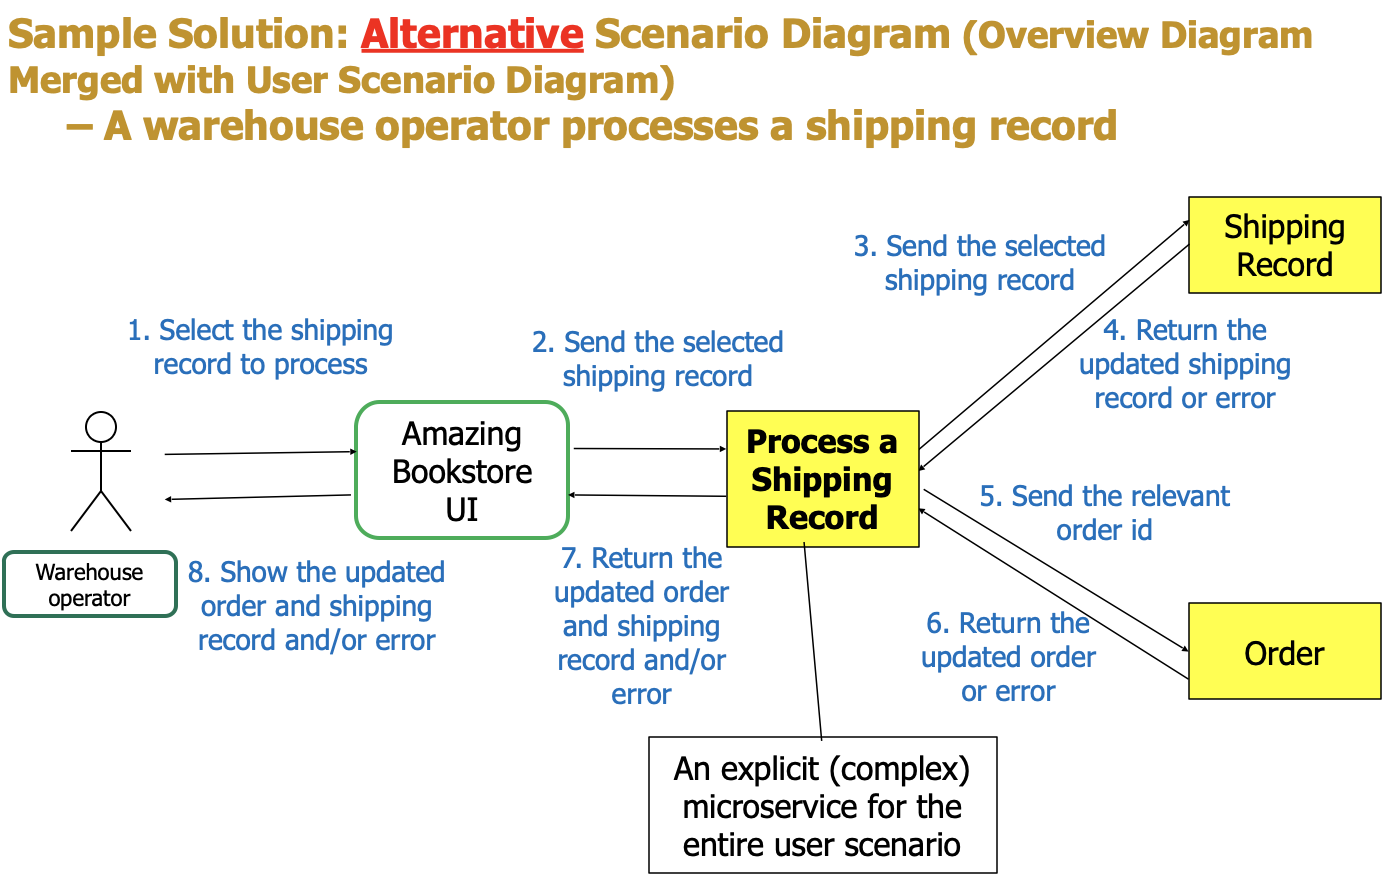 Sample Solution: Alternative Scenario Diagram (Overview Diagram
Merged with User Scenario Diagram)
– A warehouse operator processes a shipping record
Shipping
Record
3. Send the selected
shipping record
4. Return the
updated shipping
record or error
1. Select the shipping
record to process
2. Send the selected
shipping record
Amazing
Bookstore
UI
Process a
Shipping
Record
5. Send the relevant
order id
Warehouse
operator
8. Show the updated
order and shipping
record and/or error
7. Return the
updated order
and shipping
record and/or
error
6. Return the
updated order
or error
Order
An explicit (complex)
microservice for the
entire user scenario